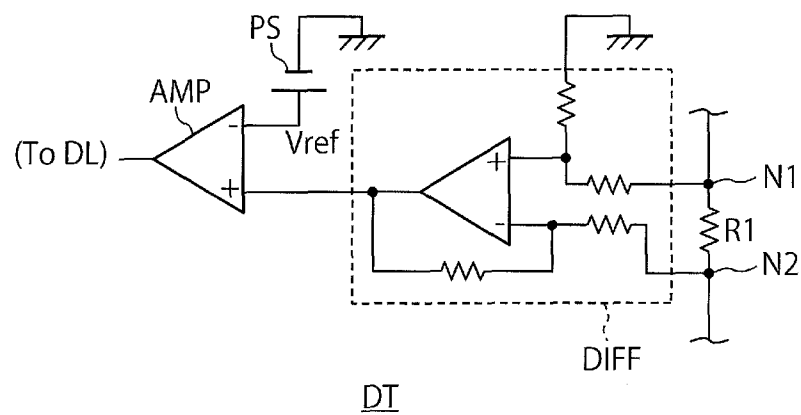 PS
AMP
-
Vref
(To DL)
+
+
-
N1
R1
N2
DIFF
DT